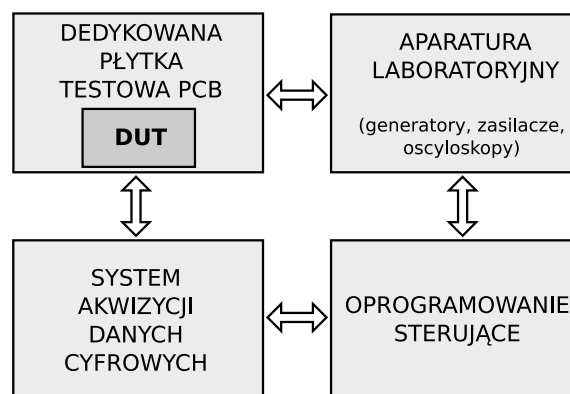 DEDYKOWANA
PŁYTKA
TESTOWA PCB
DUT
APARATURA
LABORATORYJNY
(generatory, zasilacze,
oscyloskopy)
SYSTEM
AKWIZYCJI
DANYCH
CYFROWYCH
OPROGRAMOWANIE
STERUJĄCE